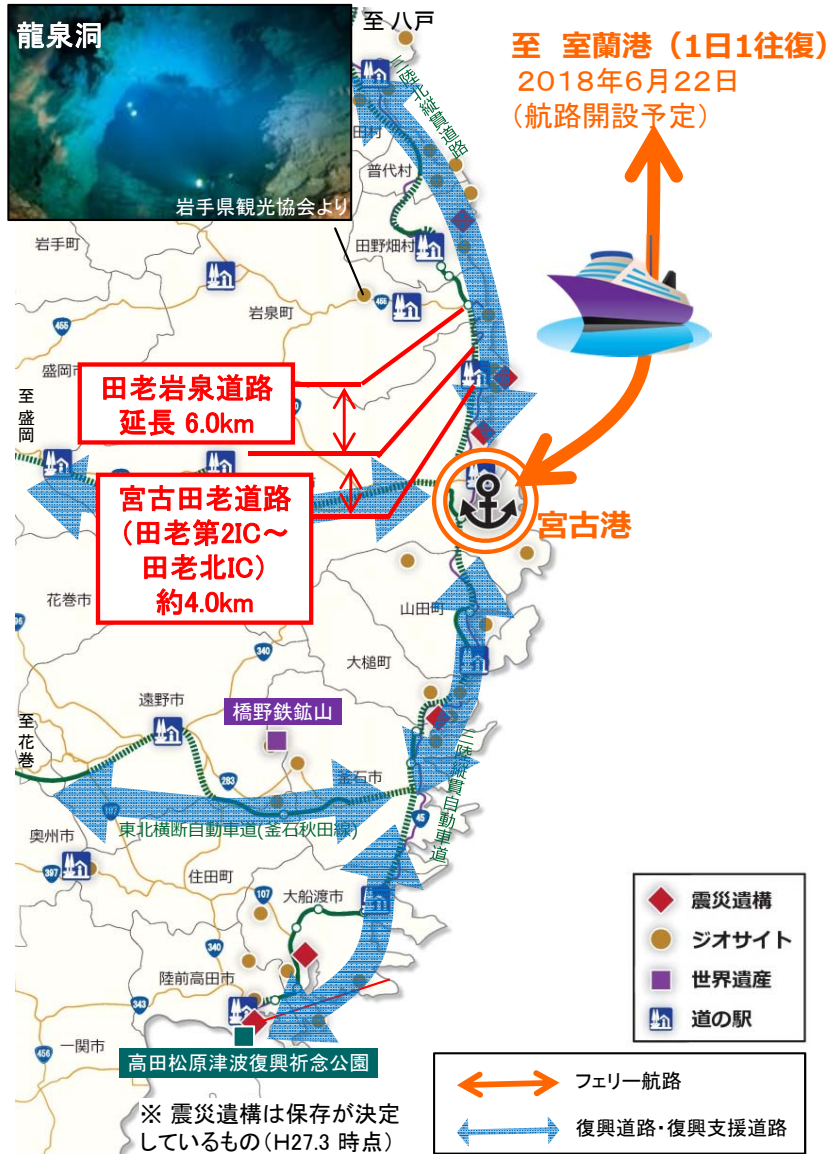 龍泉洞
岩手県観光協会より
至 八戸
至 室蘭港（1日1往復）
2018年6月22日
（航路開設予定）
三陸北縦貫道路
田村
普代村
田野畑村
岩手町
岩泉町
455
455
盛岡市
至盛岡
田老岩泉道路
延長 6.0km
宮古田老道路
（田老第2IC～
田老北IC）
約4.0km
宮古港
花巻市
山田町
大槌町
396
340
遠野市
橋野鉄鉱山
至花巻
283
石市
三陸縦貫自動車道
107
東北横断自動車道(釜石秋田線)
45
奥州市
397
住田町
107
大船渡市
340
陸前高田市
343
456
一関市
高田松原津波復興祈念公園
※ 震災遺構は保存が決定
しているもの（H27.3 時点）
震災遺構
ジオサイト
世界遺産
道の駅
フェリー航路
復興道路・復興支援道路